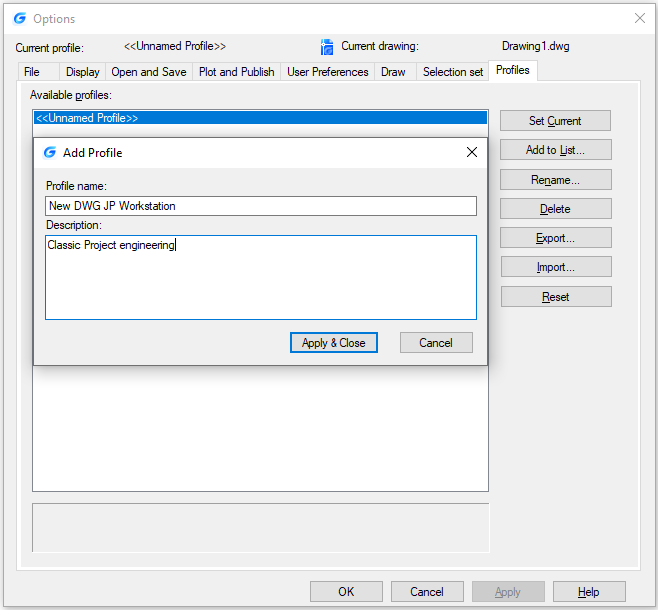 Options
Current profile: <<Unnamed Profile>> Current drawing: Drawing1.dwg
File Display Open and Save Plot and Publish User Preferences Draw Selection set Profiles
Available profiles:
<<Unnamed Profile>>
Set Current
Add to List...
Rename...
Delete
Export...
Import...
Reset
Add Profile
Profile name:
New DWG JP Workstation
Description:
Classic Project engineering
Apply & Close Cancel
OK Cancel Apply Help